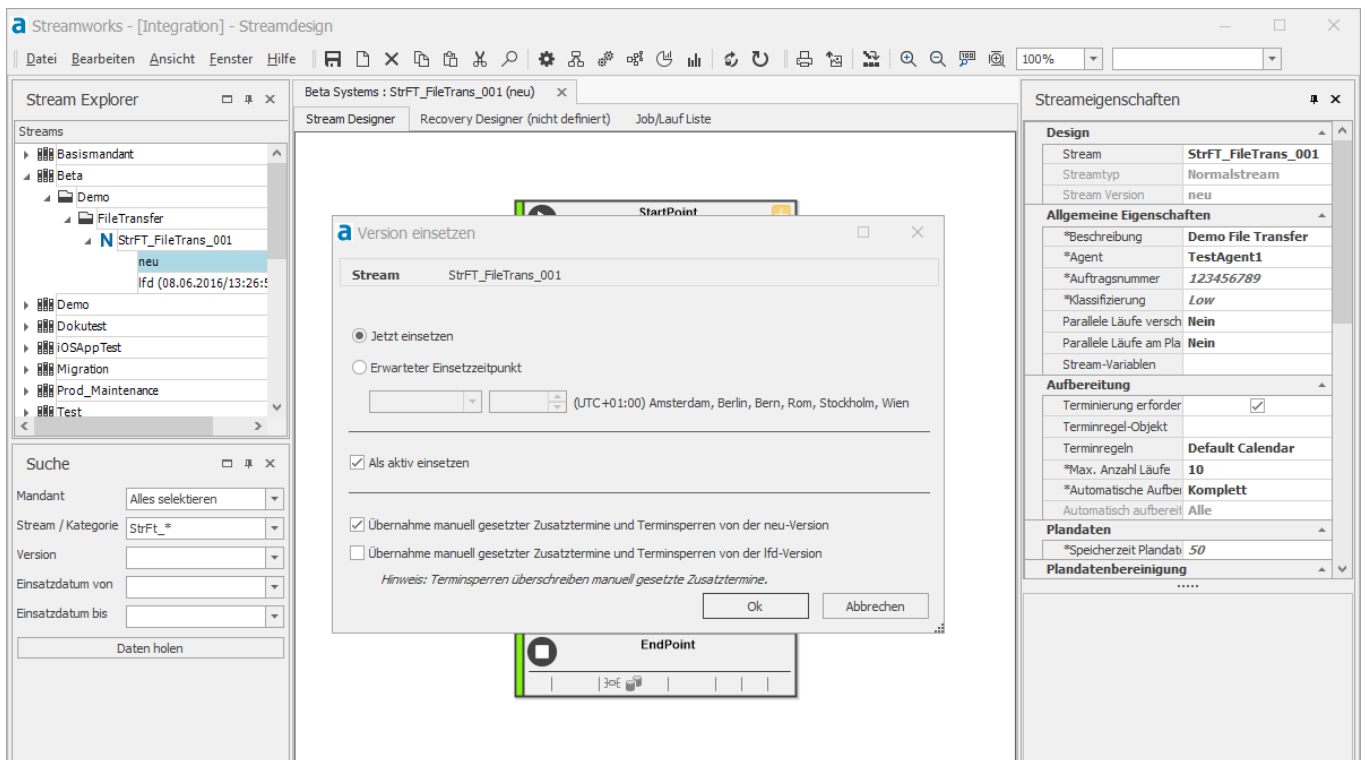 a Streamworks - [Integration] - Streamdesign
Datei Bearbeiten Ansicht Fenster Hilfe 100%
Stream Explorer
Streams
Basismandant
Beta
Demo
FileTransfer
N StrFT_FileTrans_001
neu
lfd (08.06.2016/13:26:5
Demo
Dokutest
iOSAppTest
Migration
Prod_Maintenance
Test
Suche
Mandant Alles selektieren
Stream / Kategorie StrFt_*
Version
Einsatzdatum von
Einsatzdatum bis
Daten holen
Beta Systems : StrFT_FileTrans_001 (neu)
Stream Designer Recovery Designer (nicht definiert) Job/Lauf Liste
StartPoint
a Version einsetzen
Stream StrFT_FileTrans_001
Jetzt einsetzen
Erwarteter Einsetzzeitpunkt
(UTC+01:00) Amsterdam, Berlin, Bern, Rom, Stockholm, Wien
Als aktiv einsetzen
Übernahme manuell gesetzter Zusatztermine und Terminsperren von der neu-Version
Übernahme manuell gesetzter Zusatztermine und Terminsperren von der lfd-Version
Hinweis: Terminsperren überschreiben manuell gesetzte Zusatztermine.
Ok Abbrechen
EndPoint
Streameigenschaften
Design
Stream StrFT_FileTrans_001
Streamtyp Normalstream
Stream Version neu
Allgemeine Eigenschaften
*Beschreibung Demo File Transfer
*Agent TestAgent1
*Auftragsnummer 123456789
*Klassifizierung Low
Parallele Läufe versch Nein
Parallele Läufe am Pla Nein
Stream-Variablen
Aufbereitung
Terminierung erforder
Terminregel-Objekt
Terminregeln Default Calendar
*Max. Anzahl Läufe 10
*Automatische Aufber Komplett
Automatisch aufbereit Alle
Plandaten
*Speicherzeit Plandat 50
Plandatenbereinigung